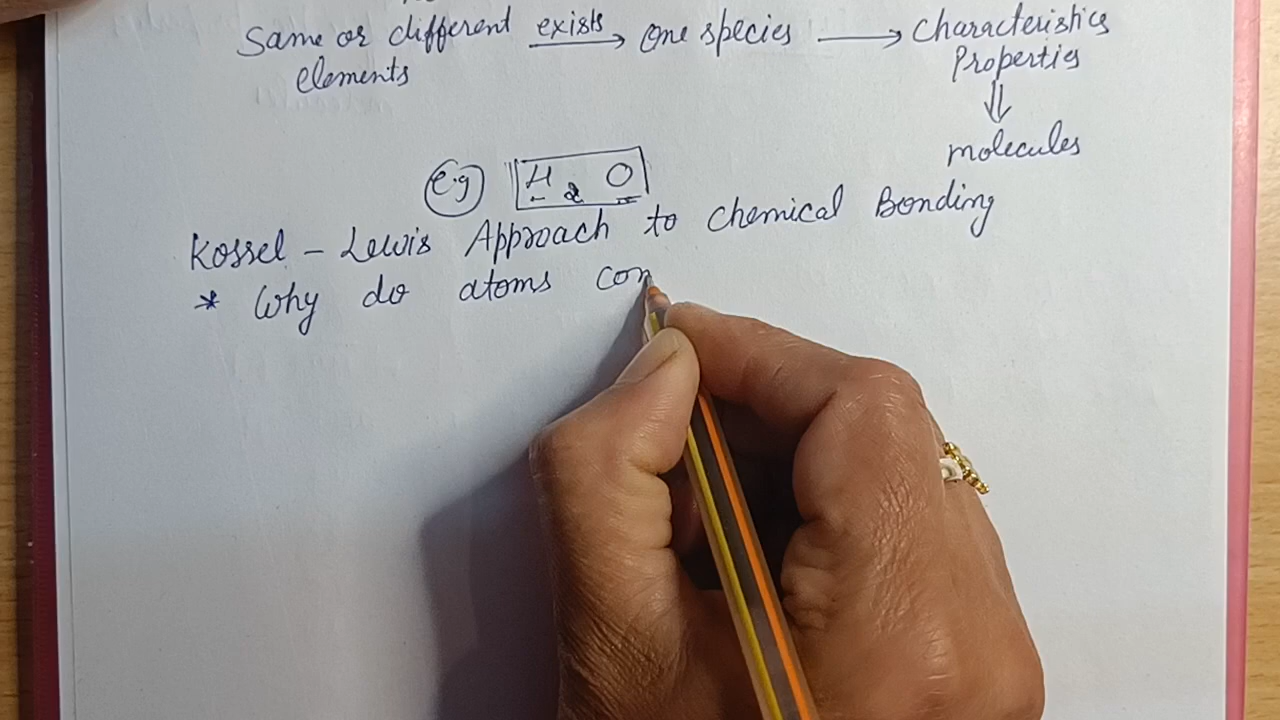 Same or different exists → One species → Characteristics
elements Properties
⇓
molecules
e.g H2O
Kossel - Lewis Approach to Chemical Bonding
* Why do atoms com